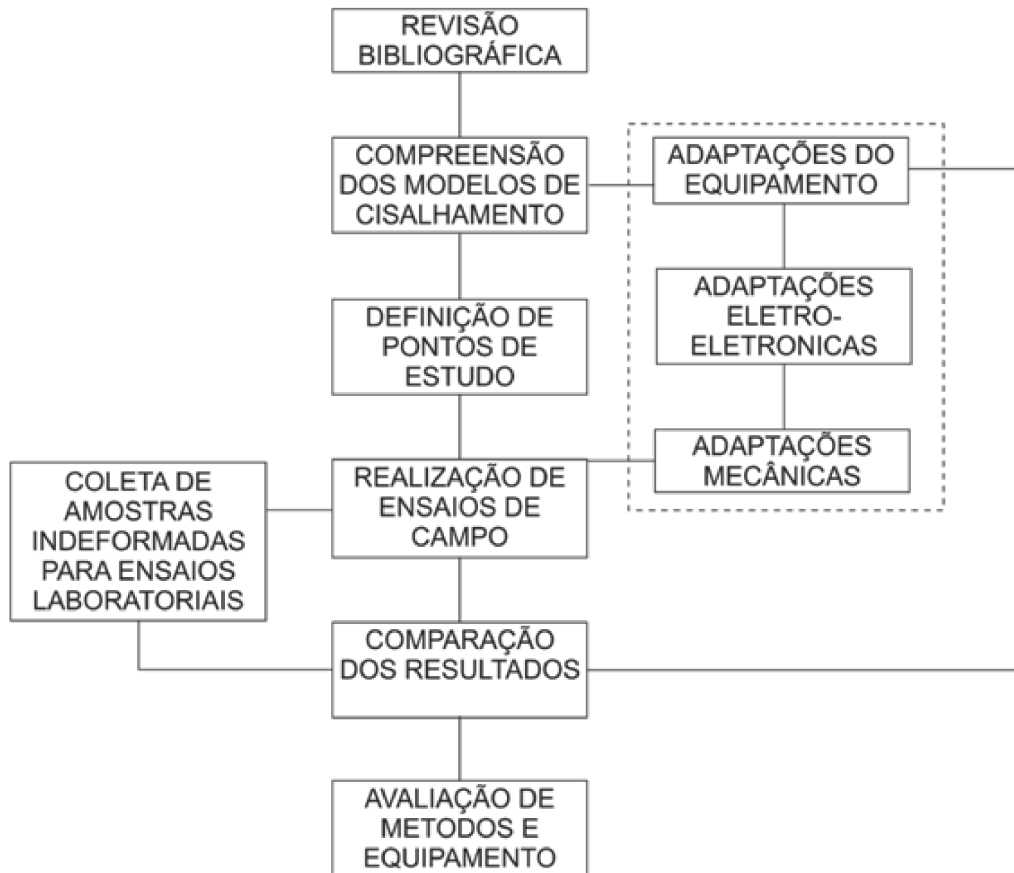 REVISÃO
BIBLIOGRÁFICA
COMPREENSÃO
DOS MODELOS DE
CISALHAMENTO
ADAPTAÇÕES DO
EQUIPAMENTO
ADAPTAÇÕES
ELETRO-
ELETRONICAS
ADAPTAÇÕES
MECÂNICAS
DEFINIÇÃO DE
PONTOS DE
ESTUDO
REALIZAÇÃO DE
ENSAIOS DE
CAMPO
COLETA DE
AMOSTRAS
INDEFORMADAS
PARA ENSAIOS
LABORATORIAIS
COMPARAÇÃO
DOS RESULTADOS
AVALIAÇÃO DE
METODOS E
EQUIPAMENTO